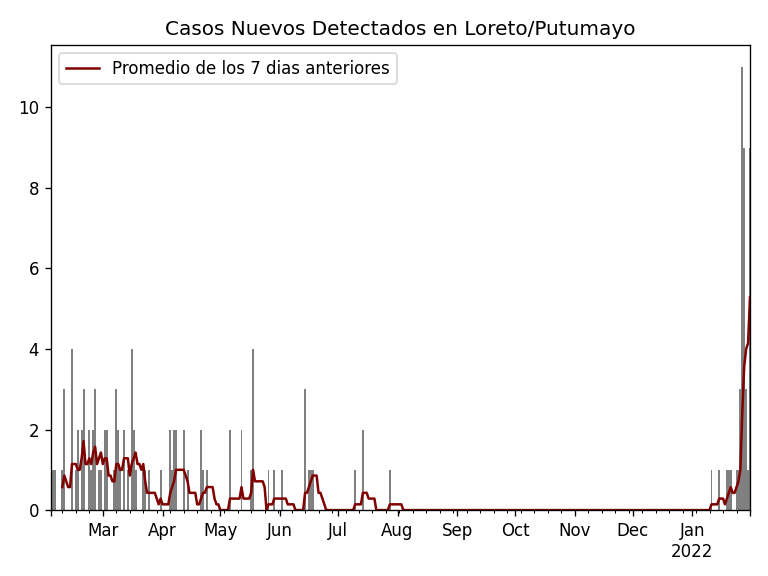 Casos Nuevos Detectados en Loreto/Putumayo
Promedio de los 7 dias anteriores
10
8
6
4
2
0
Mar Apr May Jun Jul Aug Sep Oct Nov Dec Jan
2022